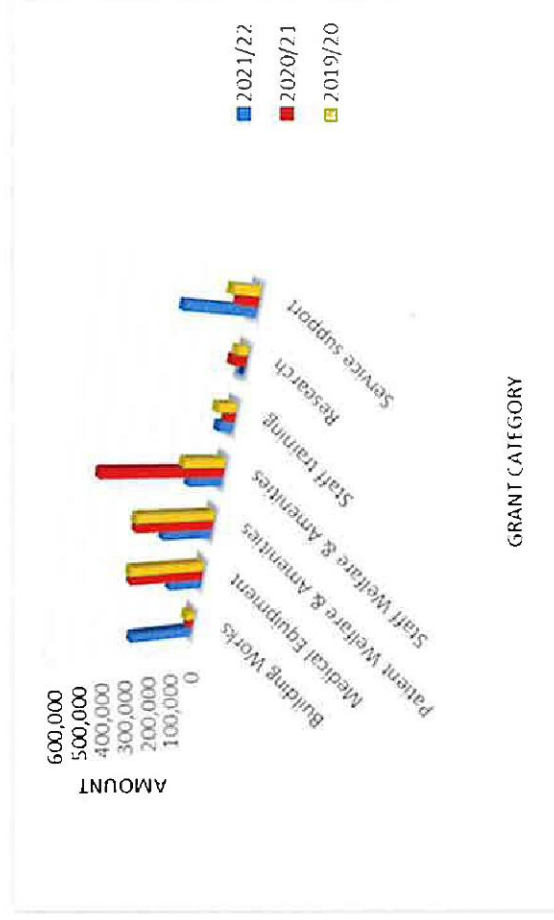 AMOUNT
600,000
500,000
400,000
300,000
200,000
100,000
0
Building Works
Medical Equipment
Patient Welfare & Amenities
Staff Welfare & Amenities
Staff training
Research
Service support
GRANT CATEGORY
2021/22
2020/21
2019/20